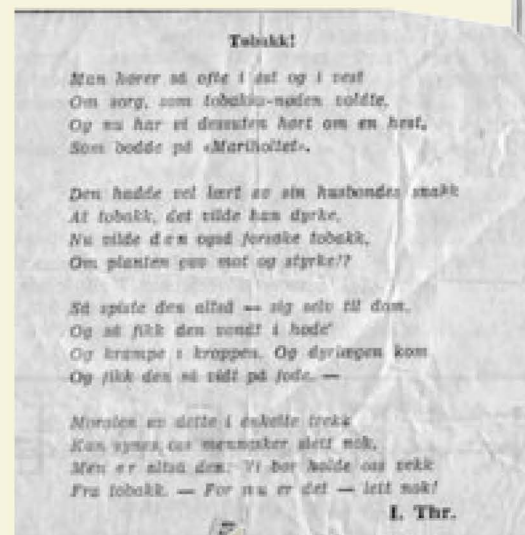 Tobakk!
Man hører så ofte i øst og i vest
Om sorg, som tobakks-nøden voldte,
Og nu har vi dessuten hørt om en hest,
Som bodde på «Mariholtet».
Den hadde vel lært av sin husbondes snakk
At tobakk, det vilde han dyrke,
Nu vilde den også forsøke tobakk,
Om planten gav mot og styrke!?
Så spiste den altså — sig selv til dom,
Og så fikk den vondt i hode'
Og krampe i kroppen. Og dyrlægen kom
Og fikk den så vidt på fode. —
Moralen av dette i enkelte trekk
Kan synes oss mennesker slett nok,
Men er altså den: Vi bør holde oss vekk
Fra tobakk. — For nu er det — lett nok!
I. Thr.